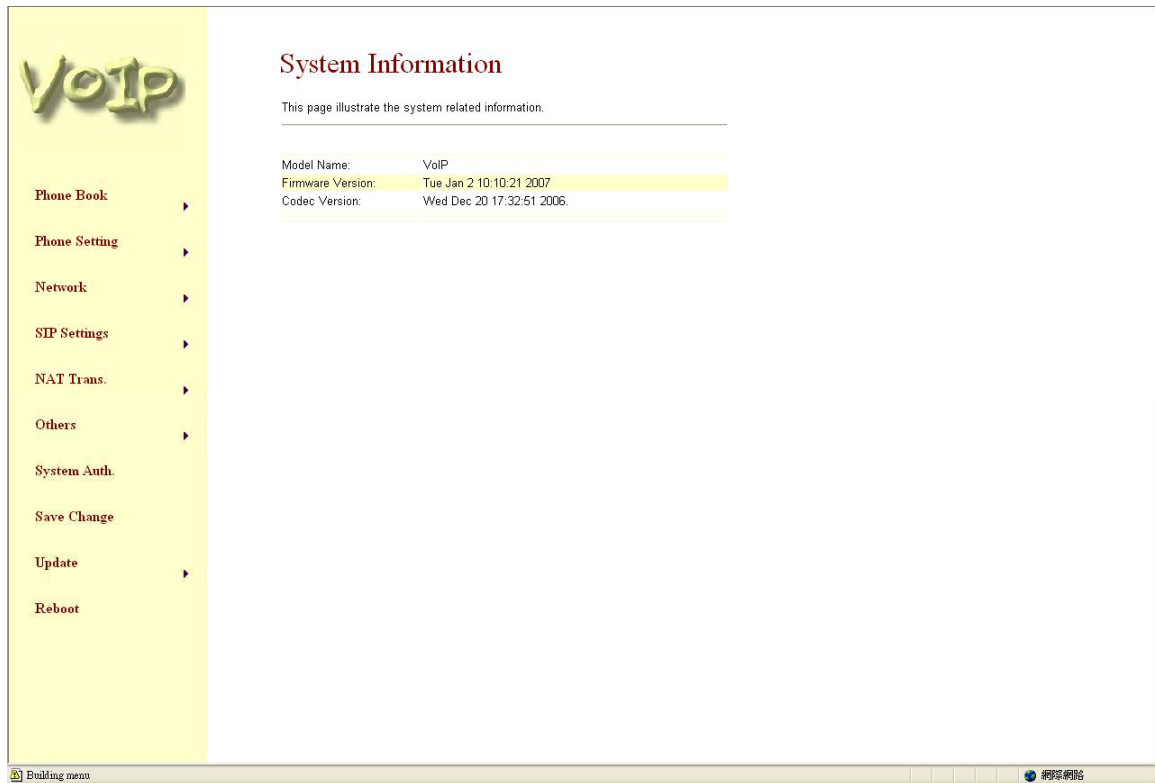 VoIP
System Information
This page illustrate the system related information.
Model Name: VoIP
Firmware Version: Tue Jan 2 10:10:21 2007
Codec Version: Wed Dec 20 17:32:51 2006.
Phone Book
Phone Setting
Network
SIP Settings
NAT Trans.
Others
System Auth.
Save Change
Update
Reboot
Building menu
網際網路